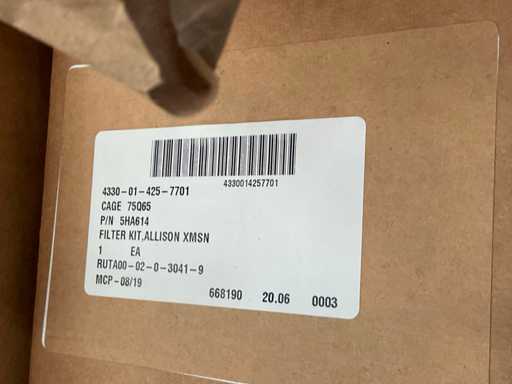 4330014257701
4330-01-425-7701
CAGE 75Q65
P/N 5HA614
FILTER KIT,ALLISON XMSN
1 EA
RUTA00-02-0-3041-9
MCP-08/19
668190 20.06 0003